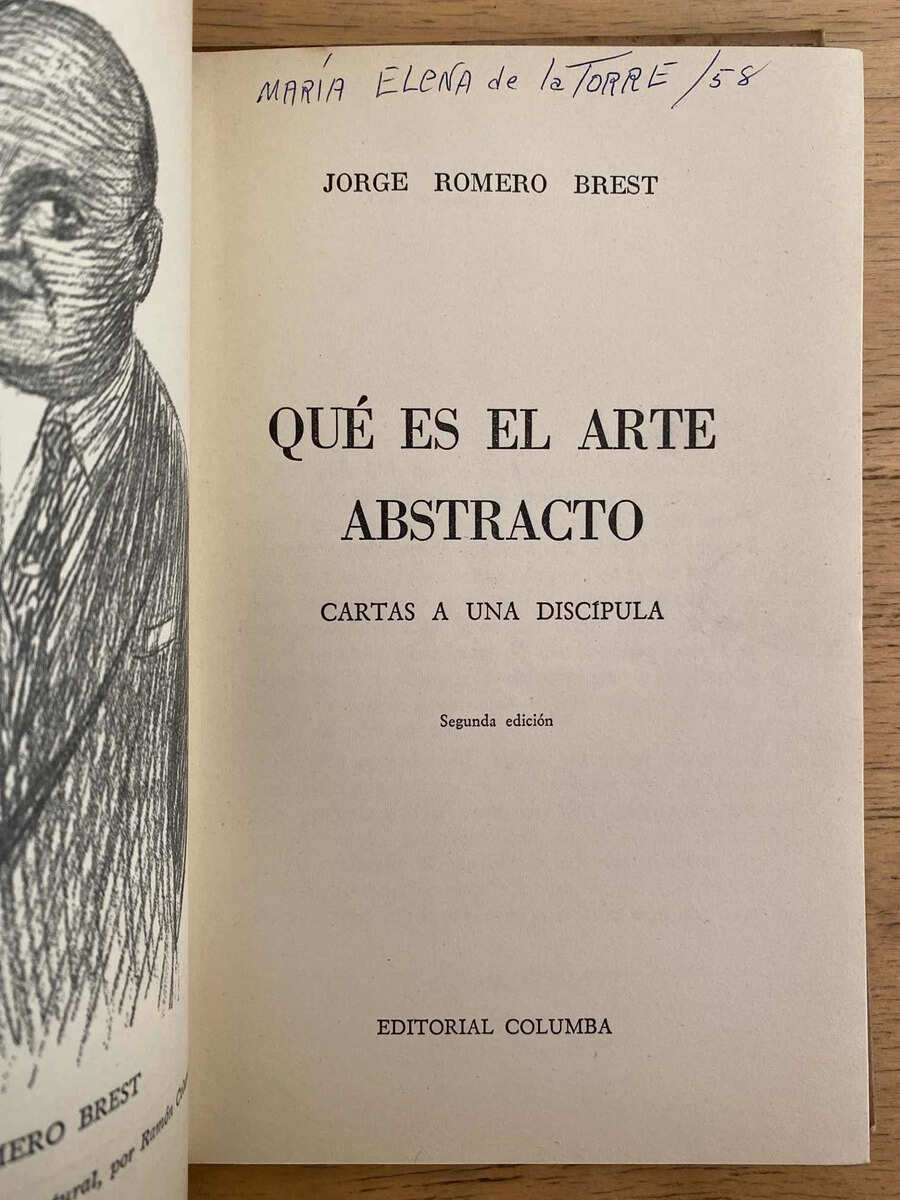 MARÍA ELENA de la TORRE /58
JORGE ROMERO BREST
QUÉ ES EL ARTE
ABSTRACTO
CARTAS A UNA DISCÍPULA
Segunda edición
EDITORIAL COLUMBA
MERO BREST
tural, por Ramón